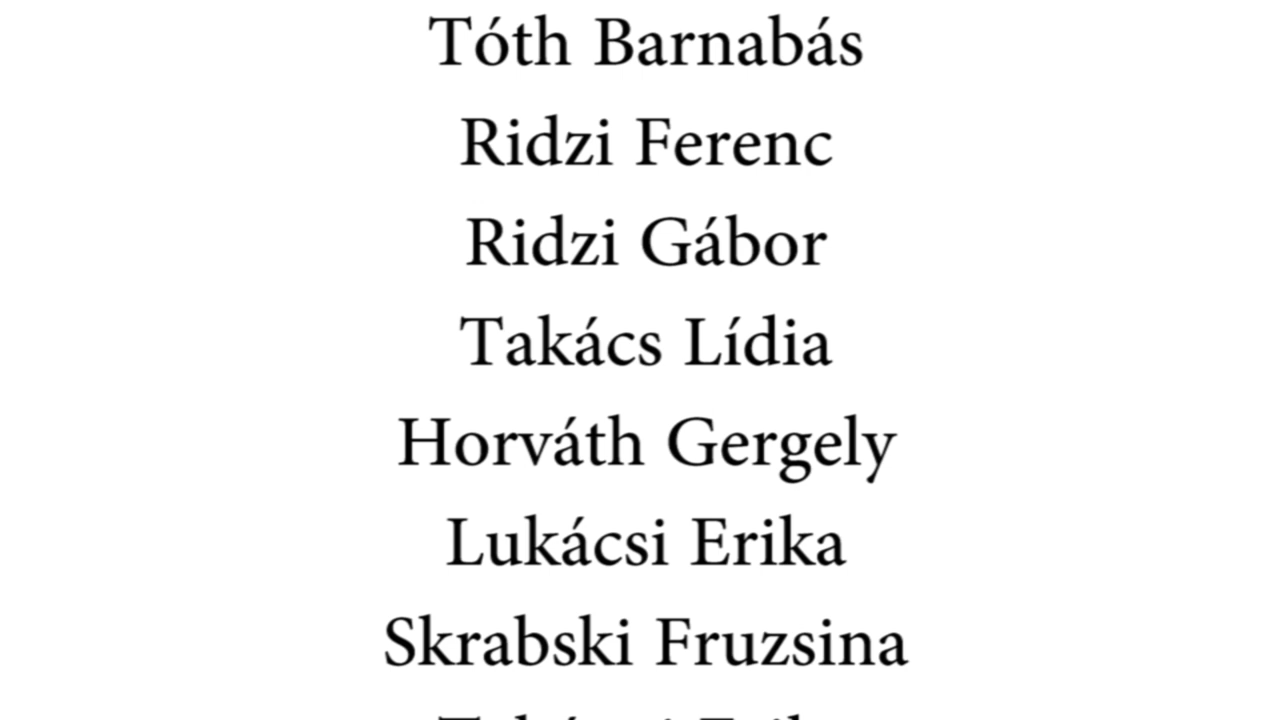 Tóth Barnabás
Ridzi Ferenc
Ridzi Gábor
Takács Lídia
Horváth Gergely
Lukácsi Erika
Skrabski Fruzsina